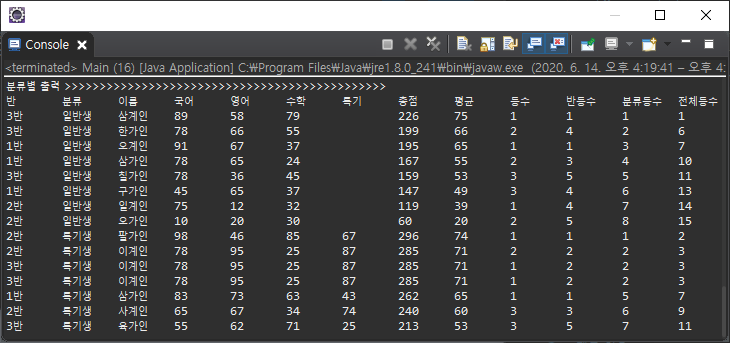 Console
<terminated> Main (16) [Java Application] C:₩Program Files₩Java₩jre1.8.0_241₩bin₩javaw.exe (2020. 6. 14. 오후 4:19:41 – 오후 4:
분류별 출력 >>>>>>>>>>>>>>>>>>>>>>>>>>>>>>>>>>>>>>>>>>>>>>>
반 분류 이름 국어 영어 수학 특기 총점 평균 등수 반등수 분류등수 전체등수
3반 일반생 삼계인 89 58 79 226 75 1 1 1 1
3반 일반생 한가인 78 66 55 199 66 2 4 2 6
1반 일반생 오계인 91 67 37 195 65 1 1 3 7
2반 일반생 삼가인 78 65 24 167 55 2 3 4 10
3반 일반생 칠가인 78 36 45 159 53 3 5 5 11
1반 일반생 구가인 45 65 37 147 49 3 4 6 13
2반 일반생 일계인 75 12 32 119 39 1 4 7 14
2반 일반생 오가인 10 20 30 60 20 2 5 8 15
2반 특기생 팔가인 98 46 85 67 296 74 1 1 1 2
2반 특기생 이계인 78 95 25 87 285 71 2 2 2 3
3반 특기생 이계인 78 95 25 87 285 71 1 2 2 3
3반 특기생 이계인 78 95 25 87 285 71 1 2 2 3
1반 특기생 삼가인 83 73 63 43 262 65 1 1 5 7
2반 특기생 사계인 65 67 34 74 240 60 3 3 6 9
3반 특기생 육가인 55 62 71 25 213 53 3 5 7 11